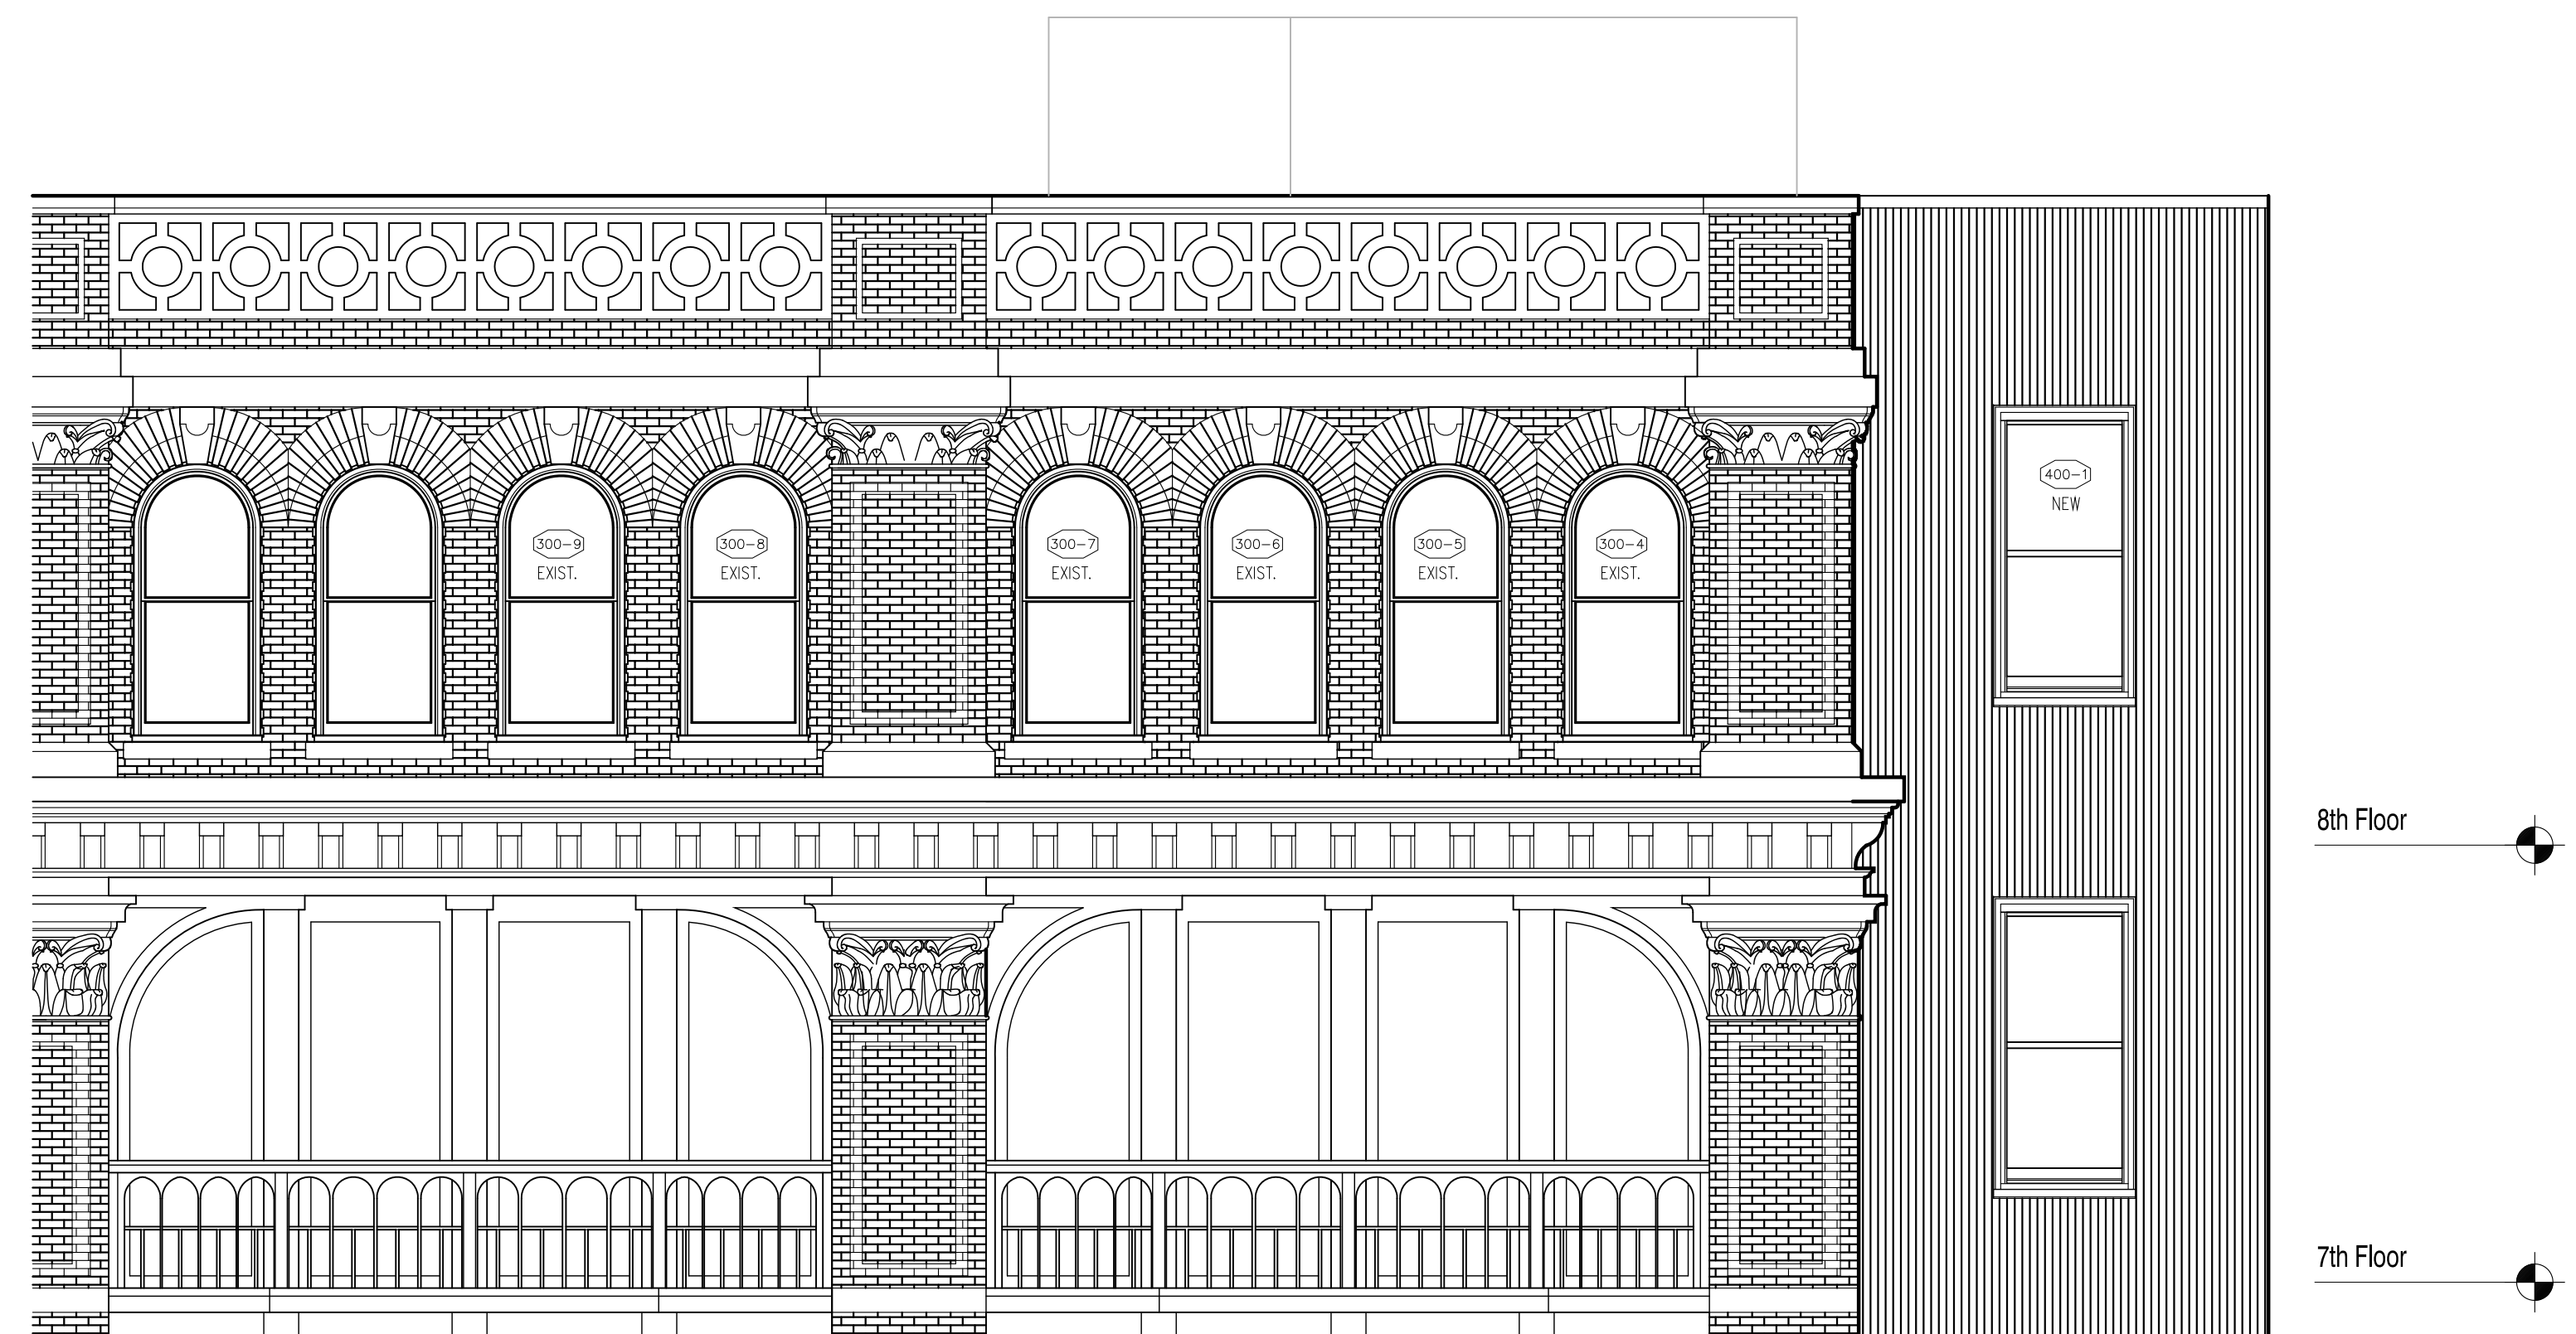 400-1
NEW
300-9
EXIST.
300-8
EXIST.
300-7
EXIST.
300-6
EXIST.
300-5
EXIST.
300-4
EXIST.
8th Floor
7th Floor